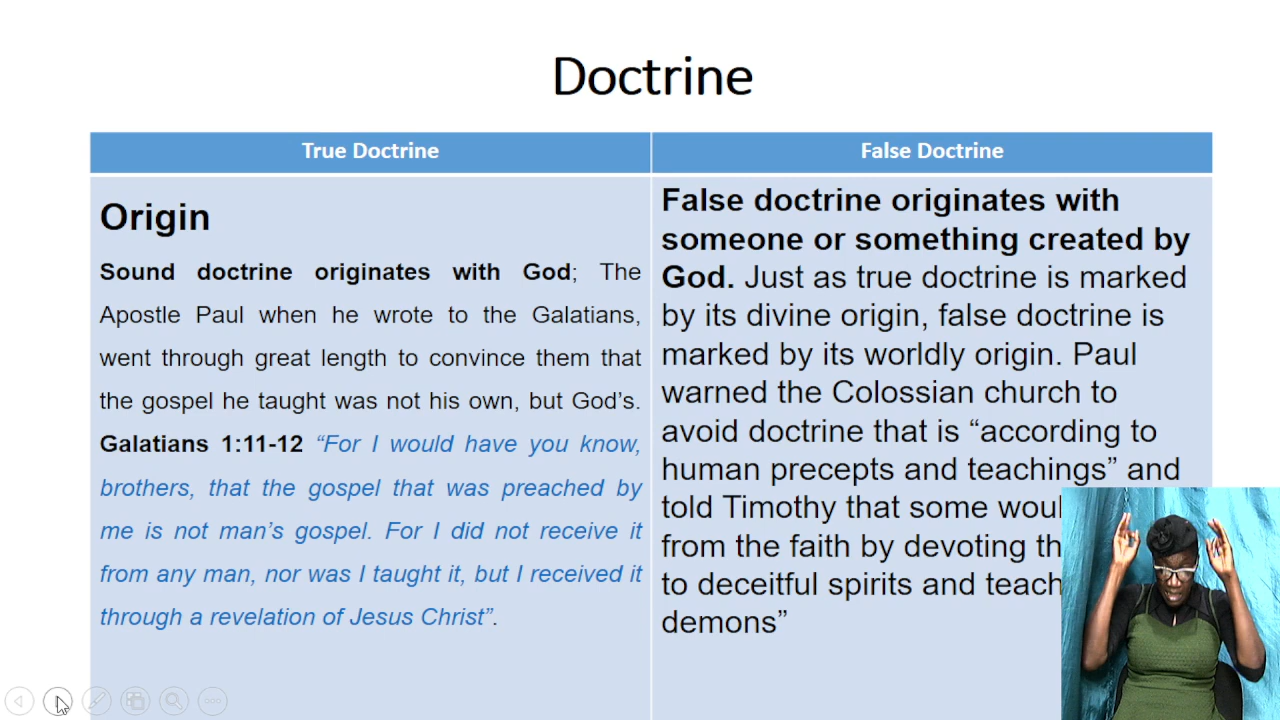 Doctrine
True Doctrine
False Doctrine
Origin
Sound doctrine originates with God; The
Apostle Paul when he wrote to the Galatians,
went through great length to convince them that
the gospel he taught was not his own, but God’s.
Galatians 1:11-12 “For I would have you know,
brothers, that the gospel that was preached by
me is not man’s gospel. For I did not receive it
from any man, nor was I taught it, but I received it
through a revelation of Jesus Christ”.
False doctrine originates with
someone or something created by
God. Just as true doctrine is marked
by its divine origin, false doctrine is
marked by its worldly origin. Paul
warned the Colossian church to
avoid doctrine that is “according to
human precepts and teachings” and
told Timothy that some
from the faith by devoting
to deceitful spirits and
demons”